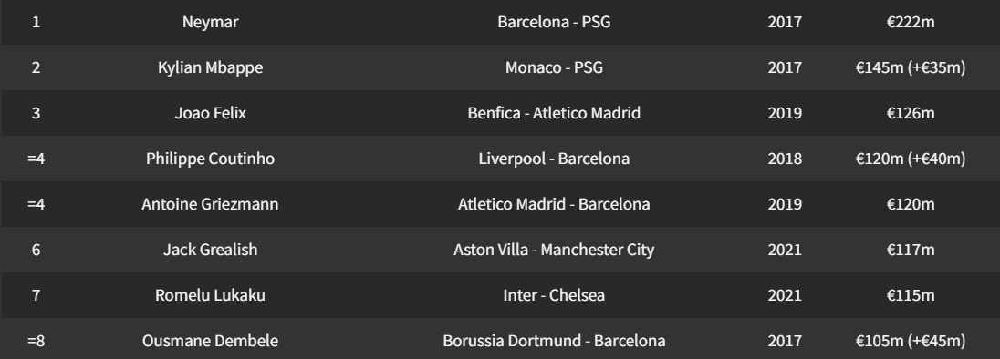 1 Neymar Barcelona - PSG 2017 €222m
2 Kylian Mbappe Monaco - PSG 2017 €145m (+€35m)
3 Joao Felix Benfica - Atletico Madrid 2019 €126m
=4 Philippe Coutinho Liverpool - Barcelona 2018 €120m (+€40m)
=4 Antoine Griezmann Atletico Madrid - Barcelona 2019 €120m
6 Jack Grealish Aston Villa - Manchester City 2021 €117m
7 Romelu Lukaku Inter - Chelsea 2021 €115m
=8 Ousmane Dembele Borussia Dortmund - Barcelona 2017 €105m (+€45m)